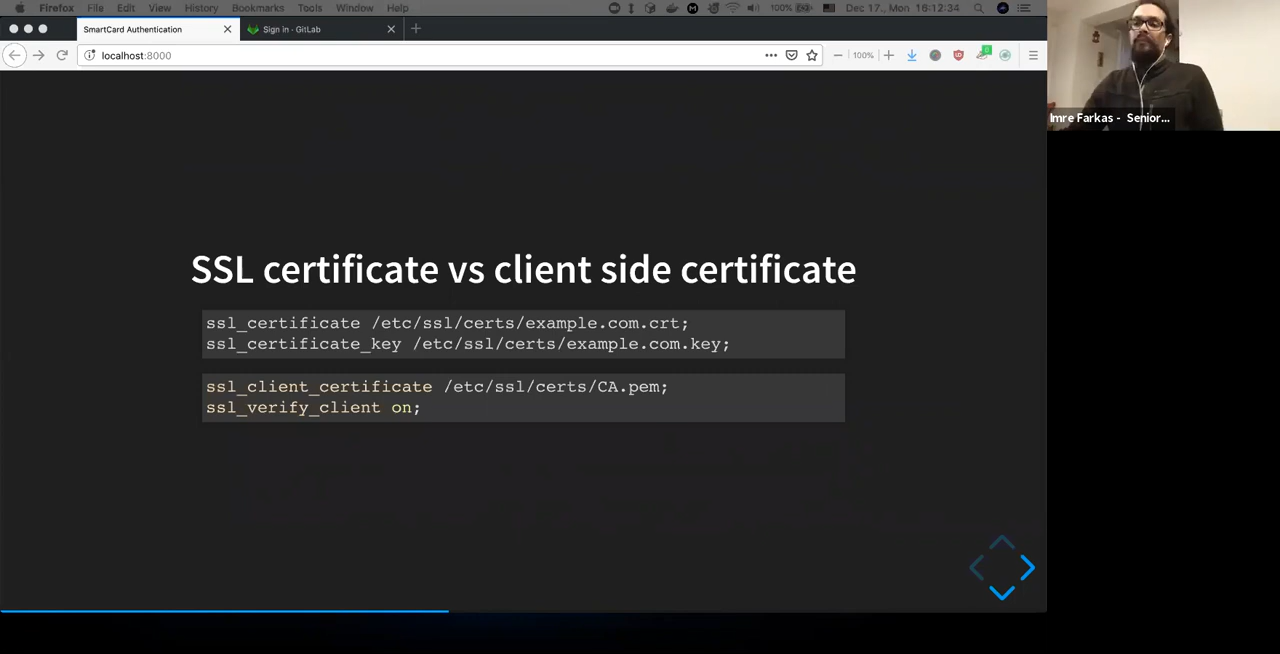 Firefox File Edit View History Bookmarks Tools Window Help 100% Dec 17., Mon 16:12:34
SmartCard Authentication Sign in · GitLab
localhost:8000 100%
Imre Farkas - Senior...
SSL certificate vs client side certificate
ssl_certificate /etc/ssl/certs/example.com.crt;
ssl_certificate_key /etc/ssl/certs/example.com.key;
ssl_client_certificate /etc/ssl/certs/CA.pem;
ssl_verify_client on;